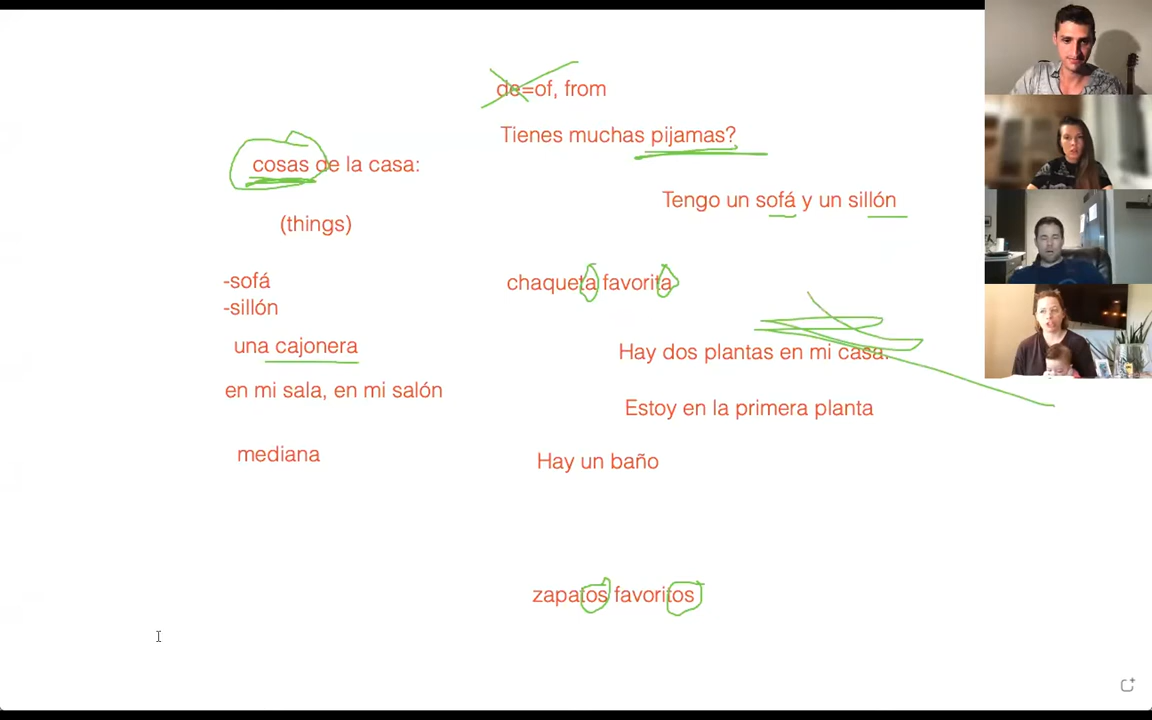 de=of, from
Tienes muchas pijamas?
cosas de la casa:
Tengo un sofá y un sillón
(things)
-sofá
chaqueta favorita
-sillón
una cajonera
Hay dos plantas en mi casa.
en mi sala, en mi salón
Estoy en la primera planta
mediana
Hay un baño
zapatos favoritos